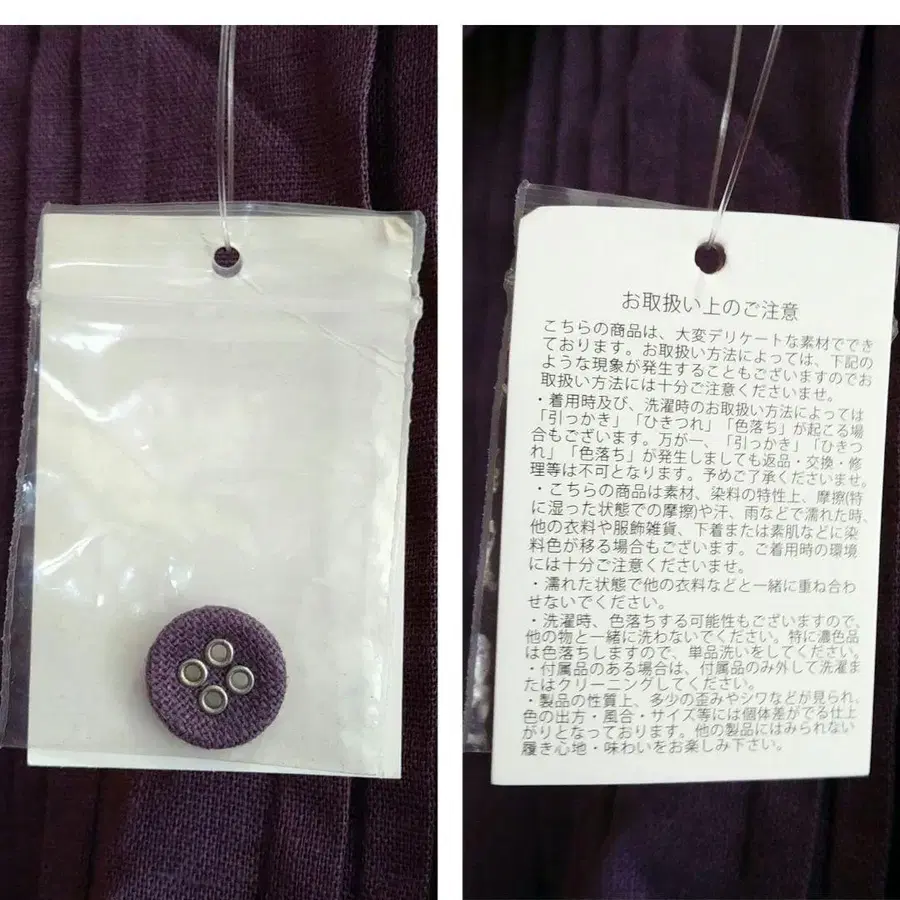 お取扱い上のご注意
こちらの商品は、大変デリケートな素材ででき
ております。お取扱い方法によっては、下記の
ような現象が発生することもございますのでお
取扱い方法には十分ご注意くださいませ。
・着用時及び、洗濯時のお取扱い方法によっては
「引っかき」「ひきつれ」「色落ち」が起こる場
合もございます。万が一、「引っかき」「ひきつ
れ」「色落ち」が発生しましても返品・交換・修
理等は不可となります。予めご了承くださいませ。
・こちらの商品は素材、染料の特性上、摩擦(特
に湿った状態での摩擦)や汗、雨などで濡れた時、
他の衣料や服飾雑貨、下着または素肌などに染
料色が移る場合もございます。ご着用時の環境
には十分ご注意くださいませ。
・濡れた状態で他の衣料などと一緒に重ね合わ
せないでください。
・洗濯時、色落ちする可能性もございますので、
他の物と一緒に洗わないでください。特に濃色品
は色落ちしますので、単品洗いをしてください。
・付属品のある場合は、付属品のみ外して洗濯ま
たはクリーニングしてください。
・製品の性質上、多少の歪みやシワなどが見られ、
色の出方・風合・サイズ等には個体差がでる仕上
がりとなっております。他の製品にはみられない
履き心地・味わいをお楽しみ下さい。